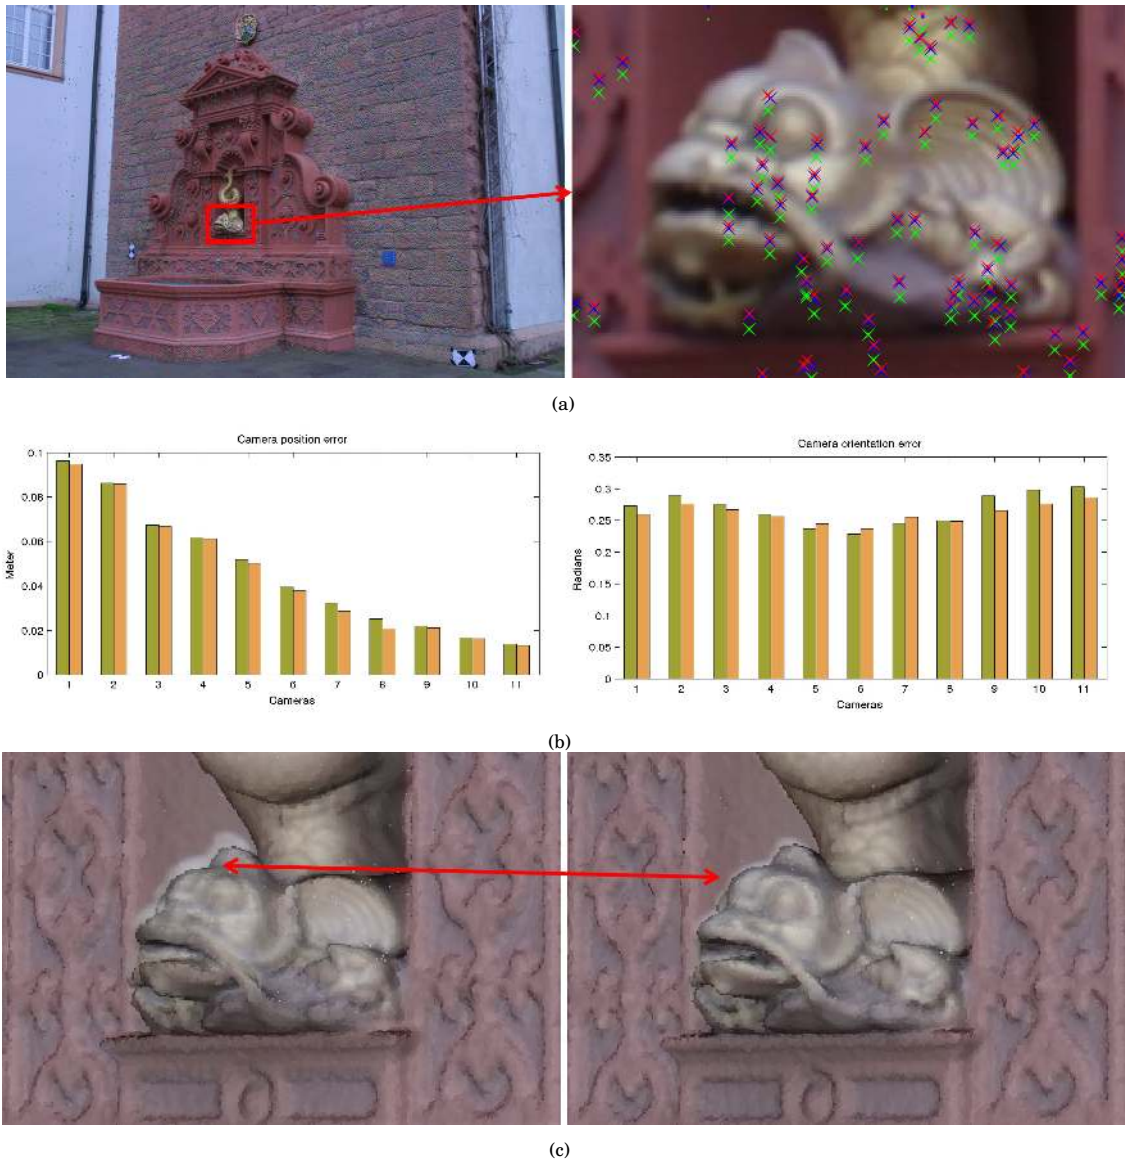 (a)
Camera position error
0.1
0.08
0.06
0.04
0.02
0
Meter
1 2 3 4 5 6 7 8 9 10 11
Cameras
Camera orientation error
0.35
0.3
0.25
0.2
0.15
0.1
0.05
0
Radians
1 2 3 4 5 6 7 8 9 10 11
Cameras
(b)
(c)